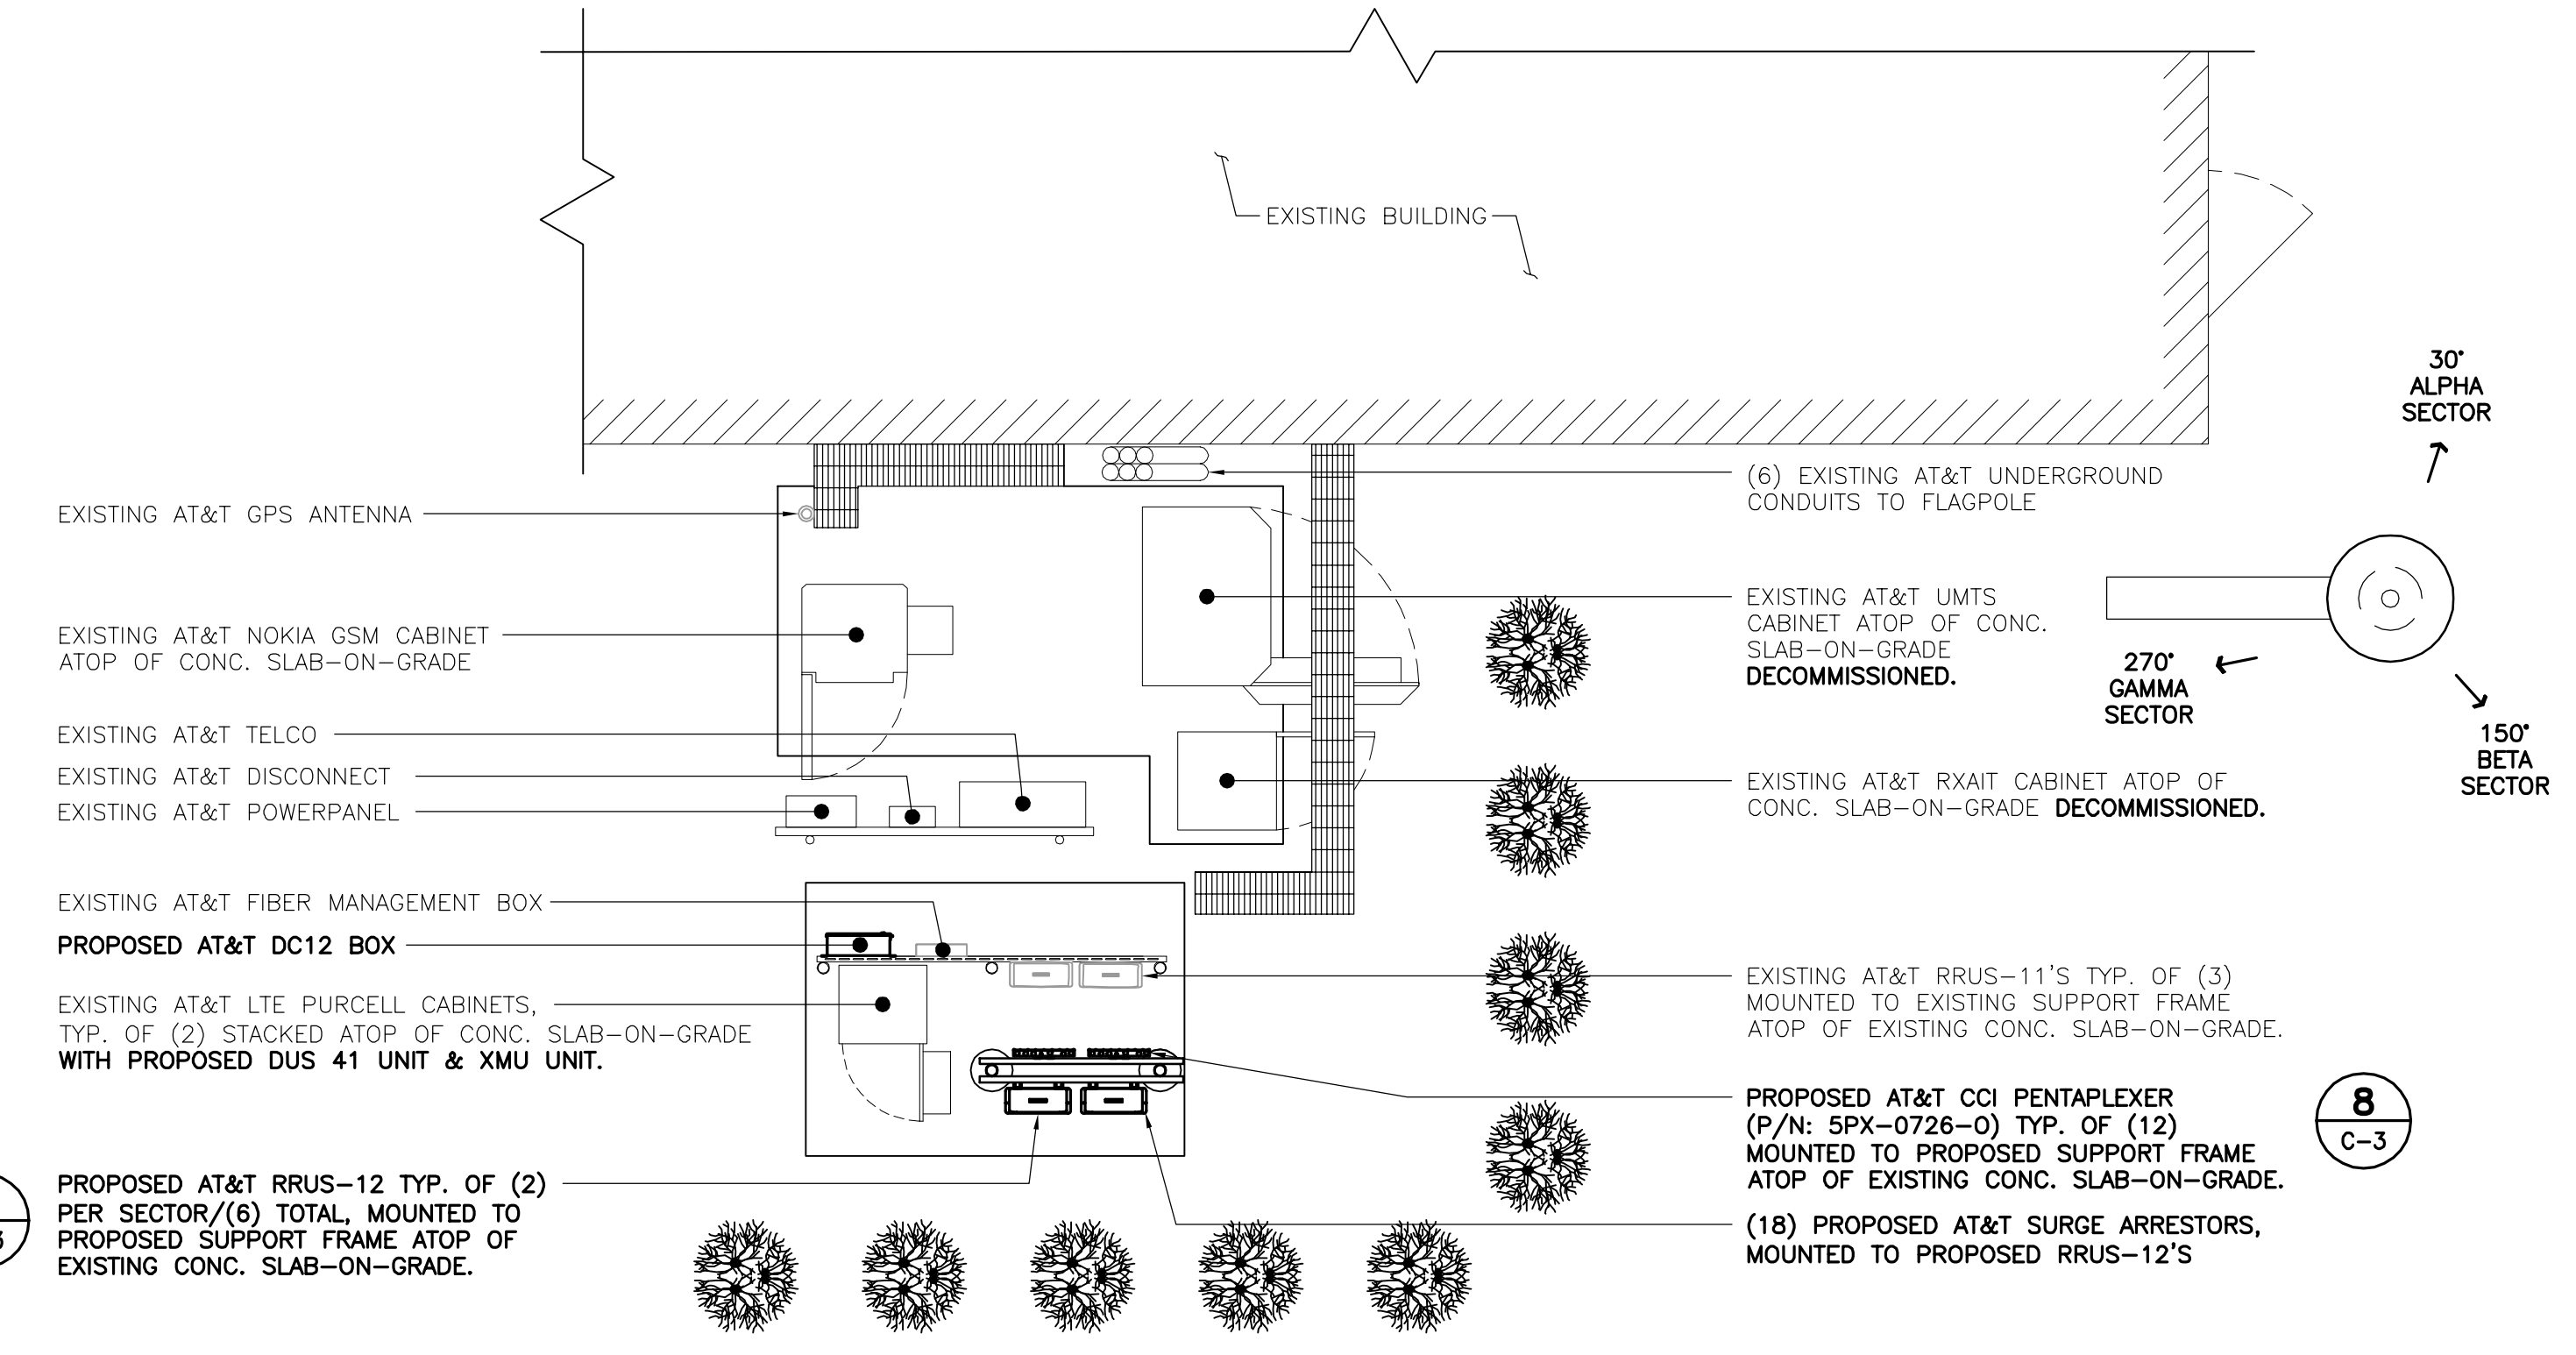 EXISTING BUILDING
30°
ALPHA
SECTOR
270°
GAMMA
SECTOR
150°
BETA
SECTOR
EXISTING AT&T GPS ANTENNA
EXISTING AT&T NOKIA GSM CABINET
ATOP OF CONC. SLAB-ON-GRADE
EXISTING AT&T TELCO
EXISTING AT&T DISCONNECT
EXISTING AT&T POWERPANEL
EXISTING AT&T FIBER MANAGEMENT BOX
PROPOSED AT&T DC12 BOX
EXISTING AT&T LTE PURCELL CABINETS,
TYP. OF (2) STACKED ATOP OF CONC. SLAB-ON-GRADE
WITH PROPOSED DUS 41 UNIT & XMU UNIT.
PROPOSED AT&T RRUS-12 TYP. OF (2)
PER SECTOR/(6) TOTAL, MOUNTED TO
PROPOSED SUPPORT FRAME ATOP OF
EXISTING CONC. SLAB-ON-GRADE.
(6) EXISTING AT&T UNDERGROUND
CONDUITS TO FLAGPOLE
EXISTING AT&T UMTS
CABINET ATOP OF CONC.
SLAB-ON-GRADE
DECOMMISSIONED.
EXISTING AT&T RXAIT CABINET ATOP OF
CONC. SLAB-ON-GRADE DECOMMISSIONED.
EXISTING AT&T RRUS-11'S TYP. OF (3)
MOUNTED TO EXISTING SUPPORT FRAME
ATOP OF EXISTING CONC. SLAB-ON-GRADE.
PROPOSED AT&T CCI PENTAPLEXER
(P/N: 5PX-0726-O) TYP. OF (12)
MOUNTED TO PROPOSED SUPPORT FRAME
ATOP OF EXISTING CONC. SLAB-ON-GRADE.
8
C-3
(18) PROPOSED AT&T SURGE ARRESTORS,
MOUNTED TO PROPOSED RRUS-12'S